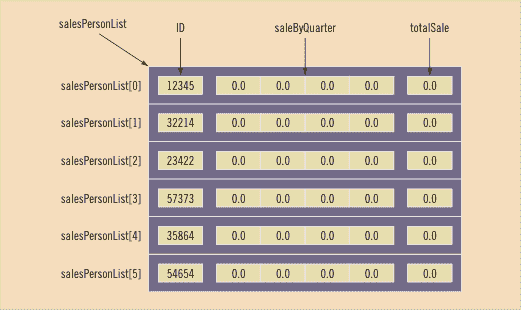 salesPersonList ID saleByQuarter totalSale
salesPersonList[0] 12345 0.0 0.0 0.0 0.0 0.0
salesPersonList[1] 32214 0.0 0.0 0.0 0.0 0.0
salesPersonList[2] 23422 0.0 0.0 0.0 0.0 0.0
salesPersonList[3] 57373 0.0 0.0 0.0 0.0 0.0
salesPersonList[4] 35864 0.0 0.0 0.0 0.0 0.0
salesPersonList[5] 54654 0.0 0.0 0.0 0.0 0.0